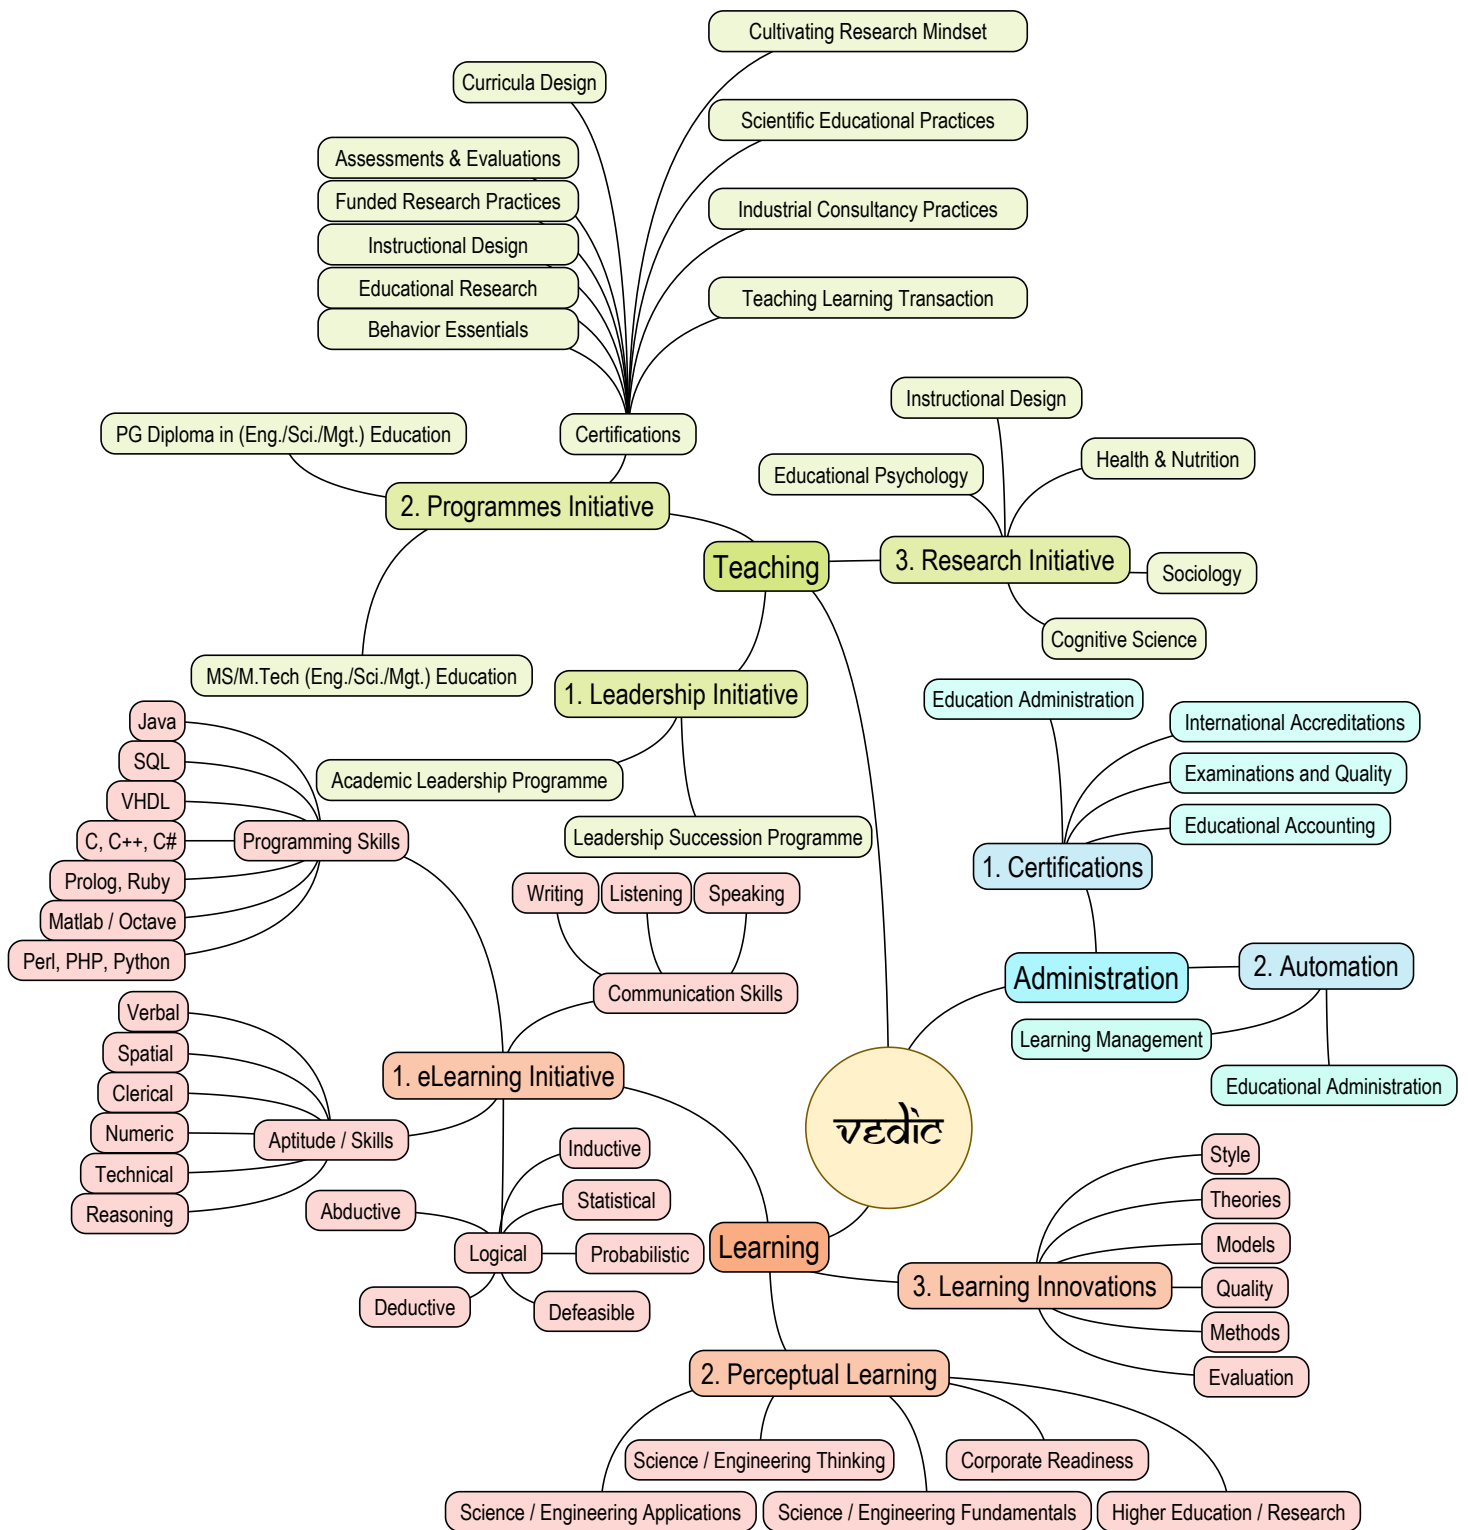 Cultivating Research Mindset
Curricula Design
Scientific Educational Practices
Assessments & Evaluations
Funded Research Practices
Industrial Consultancy Practices
Instructional Design
Educational Research
Teaching Learning Transaction
Behavior Essentials
Instructional Design
PG Diploma in (Eng./Sci./Mgt.) Education
Certifications
Health & Nutrition
Educational Psychology
2. Programmes Initiative
Teaching
3. Research Initiative
Sociology
Cognitive Science
MS/M.Tech (Eng./Sci./Mgt.) Education
1. Leadership Initiative
Education Administration
Java
International Accreditations
SQL
Academic Leadership Programme
Examinations and Quality
VHDL
Educational Accounting
C, C++, C#
Programming Skills
Leadership Succession Programme
1. Certifications
Prolog, Ruby
Writing
Listening
Speaking
Matlab / Octave
Perl, PHP, Python
2. Automation
Administration
Communication Skills
Verbal
Learning Management
Spatial
1. eLearning Initiative
Educational Administration
Clerical
vedic
Numeric
Aptitude / Skills
Inductive
Style
Technical
Statistical
Theories
Reasoning
Abductive
Models
Logical
Probabilistic
Learning
3. Learning Innovations
Quality
Deductive
Defeasible
Methods
2. Perceptual Learning
Evaluation
Science / Engineering Thinking
Corporate Readiness
Science / Engineering Applications
Science / Engineering Fundamentals
Higher Education / Research